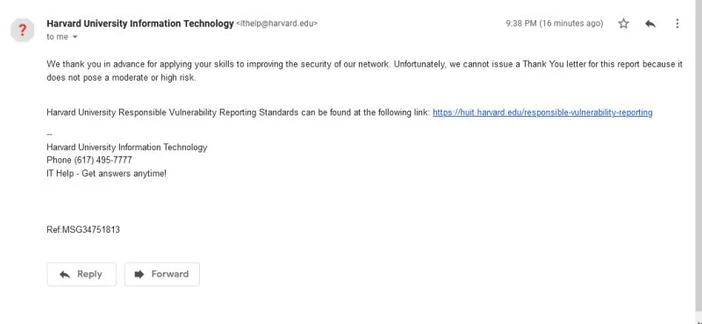 Harvard University Information Technology <ithelp@harvard.edu>
9:38 PM (16 minutes ago)
to me
We thank you in advance for applying your skills to improving the security of our network. Unfortunately, we cannot issue a Thank You letter for this report because it
does not pose a moderate or high risk.
Harvard University Responsible Vulnerability Reporting Standards can be found at the following link: https://huit.harvard.edu/responsible-vulnerability-reporting
--
Harvard University Information Technology
Phone (617) 495-7777
IT Help - Get answers anytime!
Ref:MSG34751813
Reply
Forward